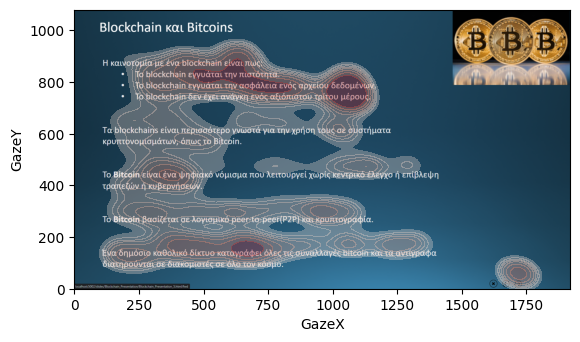 Blockchain και Bitcoins
Η καινοτομία με ένα blockchain είναι πως:
• Το blockchain εγγυάται την πιστότητα
• Το blockchain εγγυάται την ασφάλεια ενός αρχείου δεδομένων,
• Το blockchain δεν έχει ανάγκη ενός αξιόπιστου τρίτου μέρους.
Τα blockchains είναι περισσότερο γνωστά για την χρήση τους σε συστήματα
κρυπτονομισμάτων, όπως το Bitcoin.
Το Bitcoin είναι ένα ψηφιακό νόμισμα που λειτουργεί χωρίς κεντρικό έλεγχο ή επίβλεψη
τραπεζών ή κυβερνήσεων.
Το Bitcoin βασίζεται σε λογισμικό peer-to-peer(P2P) και κρυπτογραφία.
Ένα δημόσιο καθολικό δίκτυο καταγράφει όλες τις συναλλαγές bitcoin και τα αντίγραφα
διατηρούνται σε διακομιστές σε όλο τον κόσμο.
GazeY
1000
800
600
400
200
0
0 250 500 750 1000 1250 1500 1750
GazeX